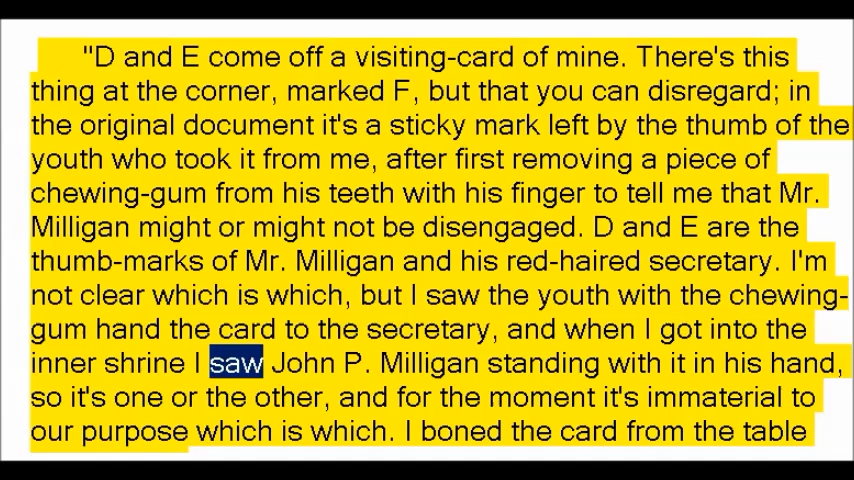 "D and E come off a visiting-card of mine. There's this
thing at the corner, marked F, but that you can disregard; in
the original document it's a sticky mark left by the thumb of the
youth who took it from me, after first removing a piece of
chewing-gum from his teeth with his finger to tell me that Mr.
Milligan might or might not be disengaged. D and E are the
thumb-marks of Mr. Milligan and his red-haired secretary. I'm
not clear which is which, but I saw the youth with the chewing-
gum hand the card to the secretary, and when I got into the
inner shrine I saw John P. Milligan standing with it in his hand,
so it's one or the other, and for the moment it's immaterial to
our purpose which is which. I boned the card from the table